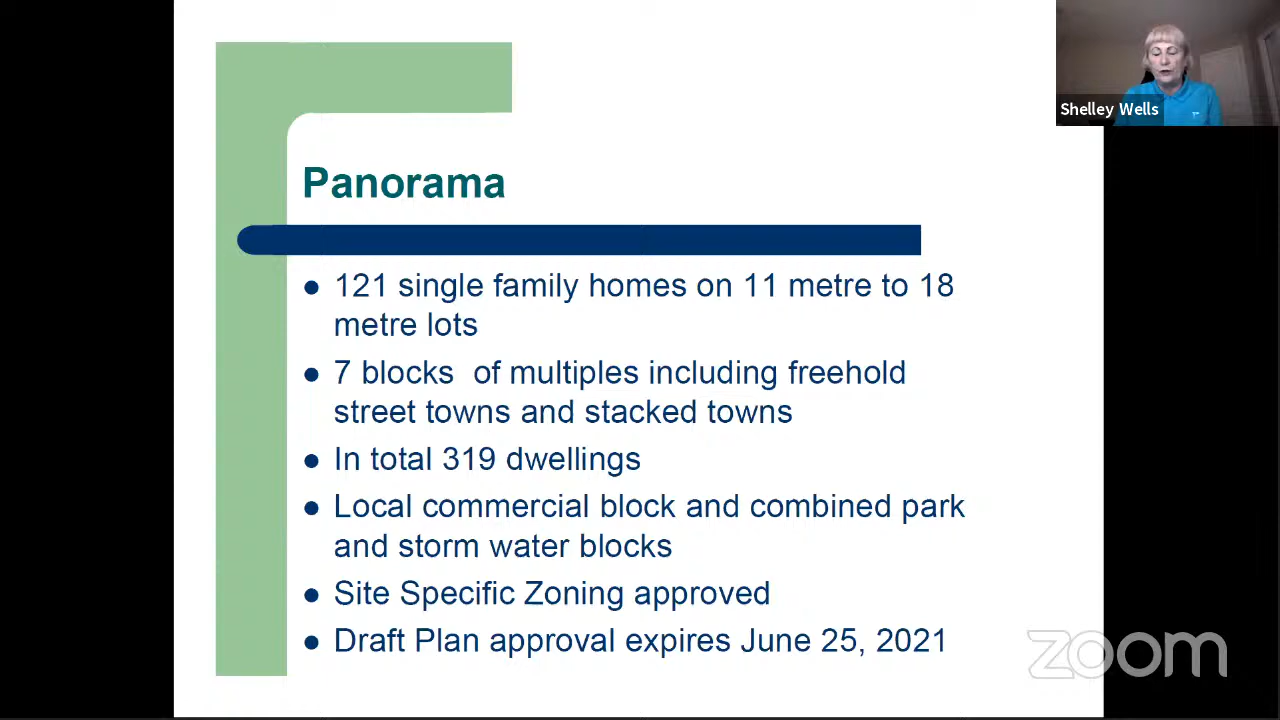 Shelley Wells
Panorama
● 121 single family homes on 11 metre to 18
metre lots
● 7 blocks of multiples including freehold
street towns and stacked towns
● In total 319 dwellings
● Local commercial block and combined park
and storm water blocks
● Site Specific Zoning approved
● Draft Plan approval expires June 25, 2021
zoom